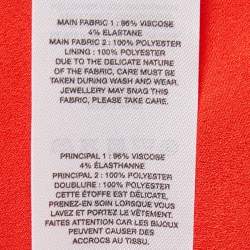 MAIN FABRIC 1: 96% VISCOSE
4% ELASTANE
MAIN FABRIC 2: 100% POLYESTER
LINING : 100% POLYESTER
DUE TO THE DELICATE NATURE
OF THE FABRIC, CARE MUST BE
TAKEN DURING WASH AND WEAR.
JEWELLERY MAY SNAG THIS
FABRIC, PLEASE WEAR WITH
CARE.
PRINCIPAL 1 : 96% VISCOSE
4% ÉLASTHANNE
PRINCIPAL 2 : 100% POLYESTER
DOUBLURE : 100% POLYESTER
CETTE ÉTOFFE EST DÉLICATE,
PRENEZ-EN SOIN LORSQUE VOUS
LAVEZ ET PORTEZ LE VÊTEMENT.
FAITES ATTENTION CAR LES BIJOUX
PEUVENT CAUSER DES
ACCROCS AU TISSU.